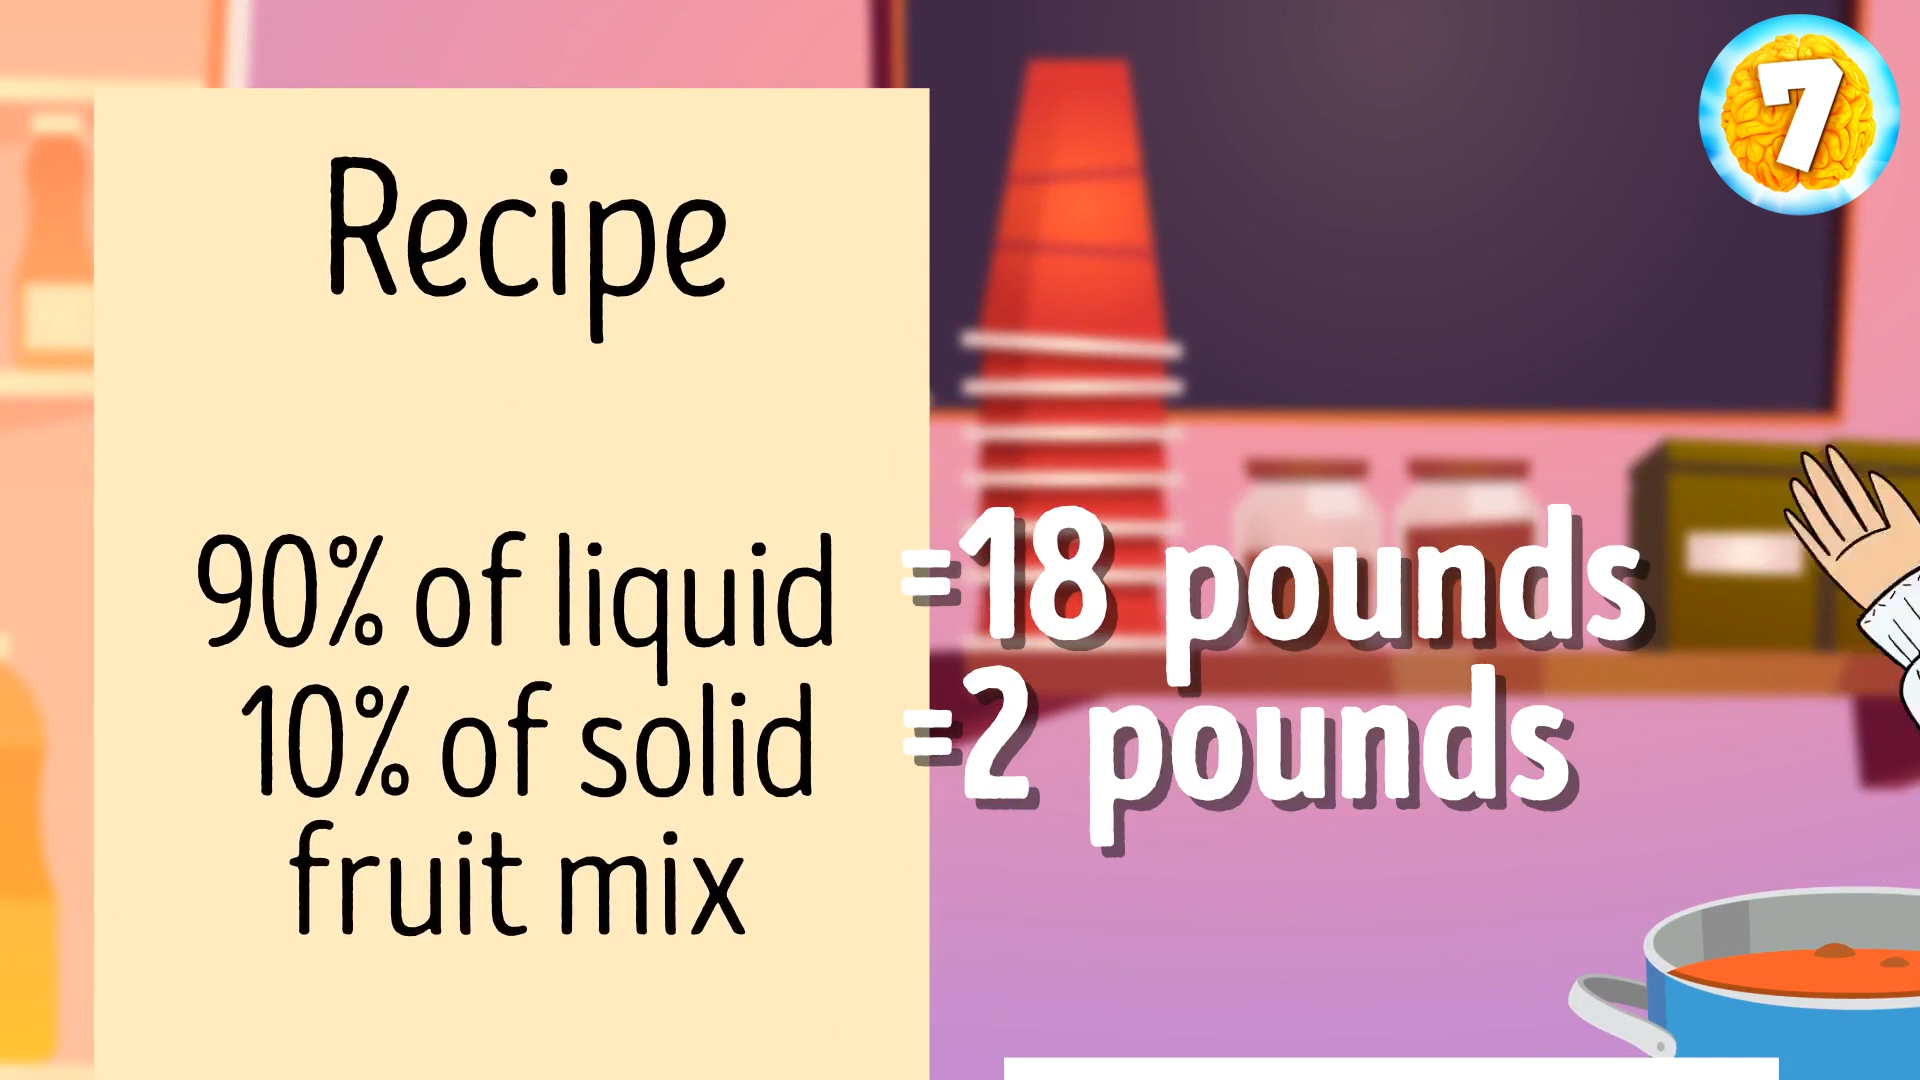 7
Recipe
90% of liquid =18 pounds
10% of solid =2 pounds
fruit mix